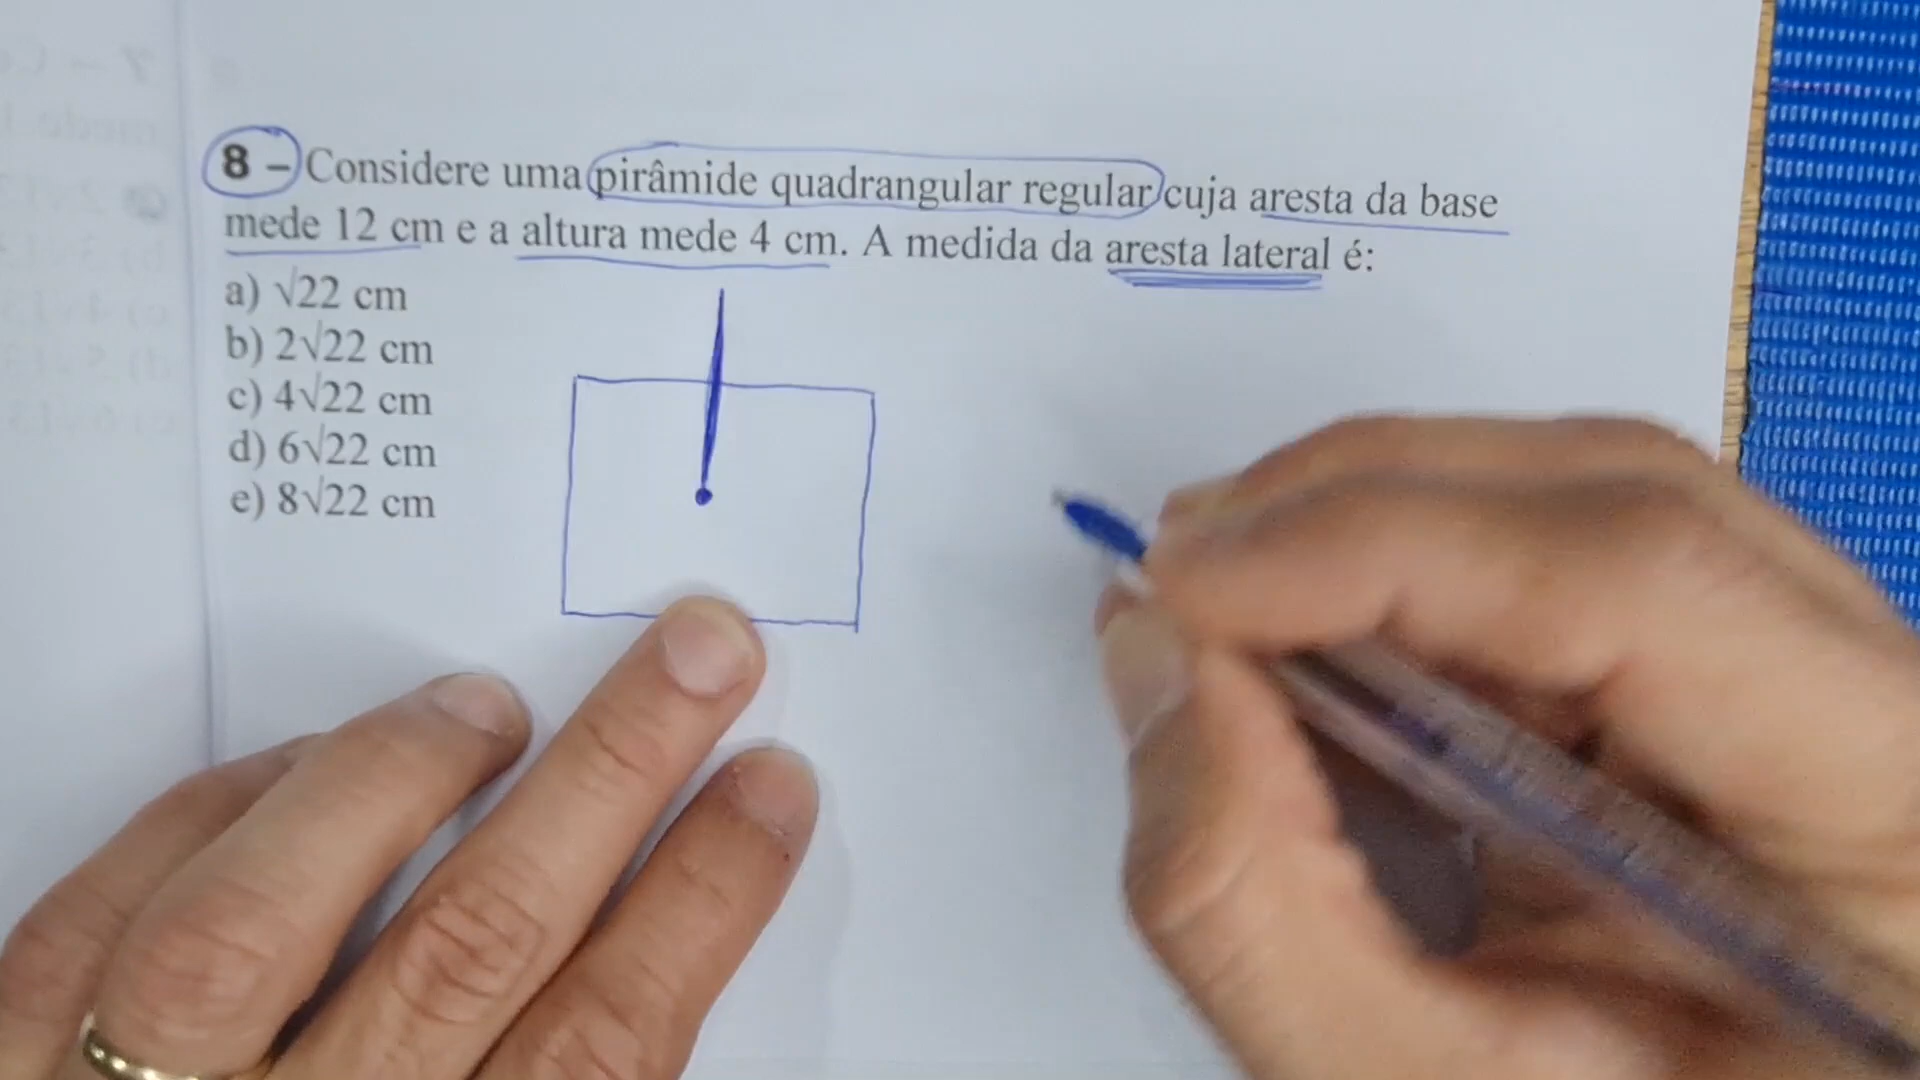 8 – Considere uma pirâmide quadrangular regular cuja aresta da base
mede 12 cm e a altura mede 4 cm. A medida da aresta lateral é:
a) √22 cm
b) 2√22 cm
c) 4√22 cm
d) 6√22 cm
e) 8√22 cm